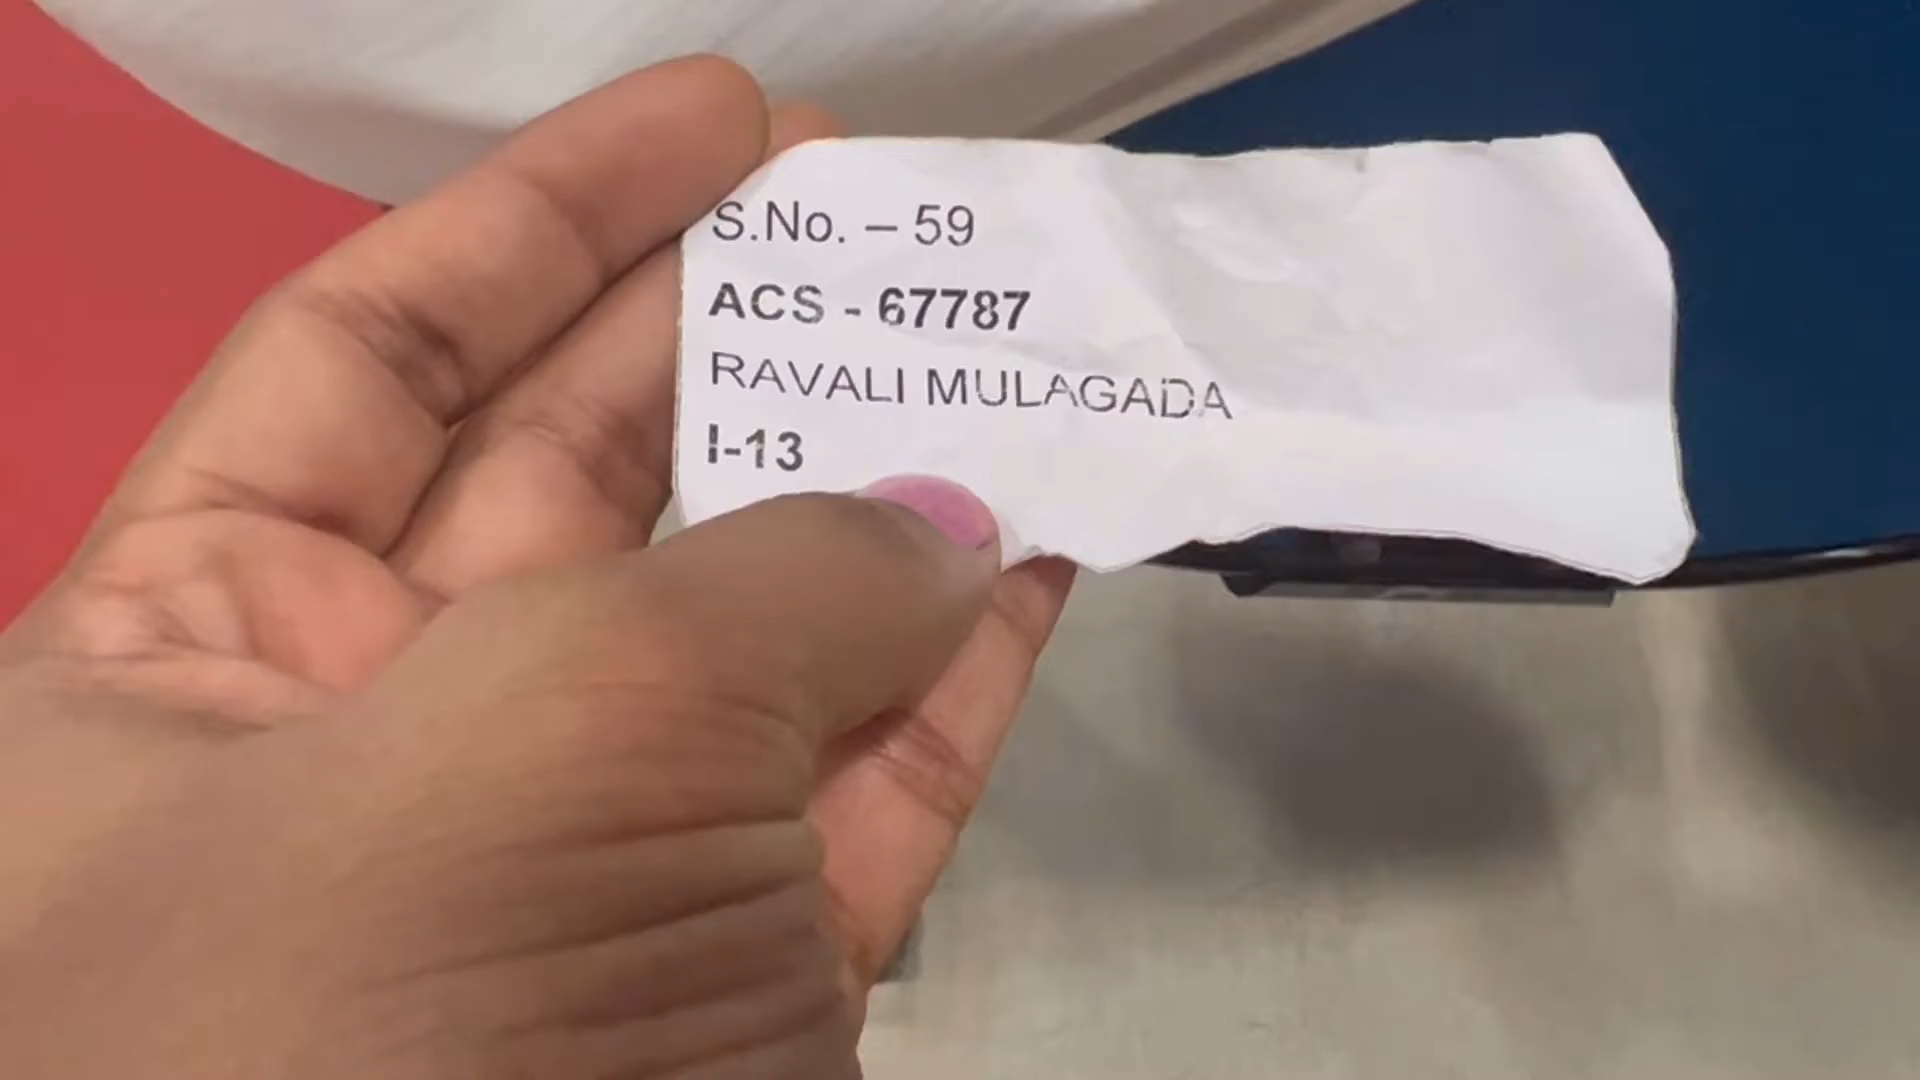 S.No. – 59
ACS - 67787
RAVALI MULAGADA
I-13